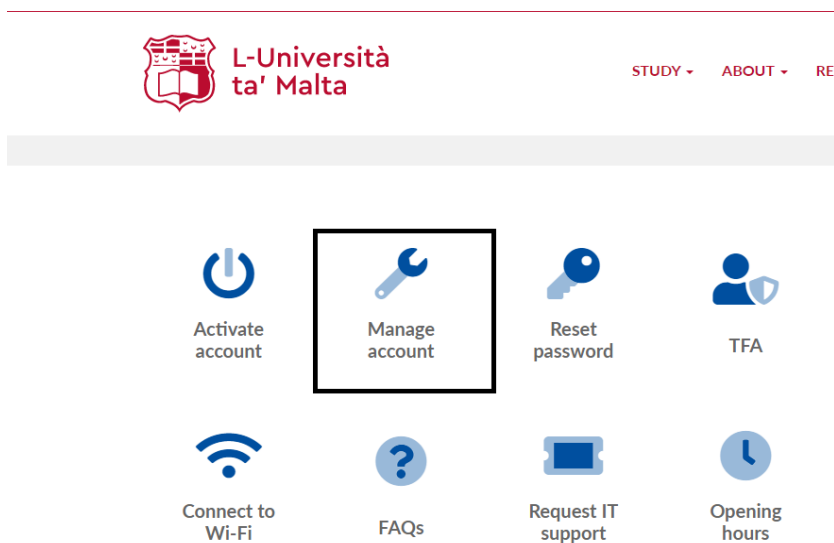 L-Università
ta' Malta
STUDY
ABOUT
RE
Activate
account
Manage
account
Reset
password
TFA
Connect to
Wi-Fi
FAQs
Request IT
support
Opening
hours